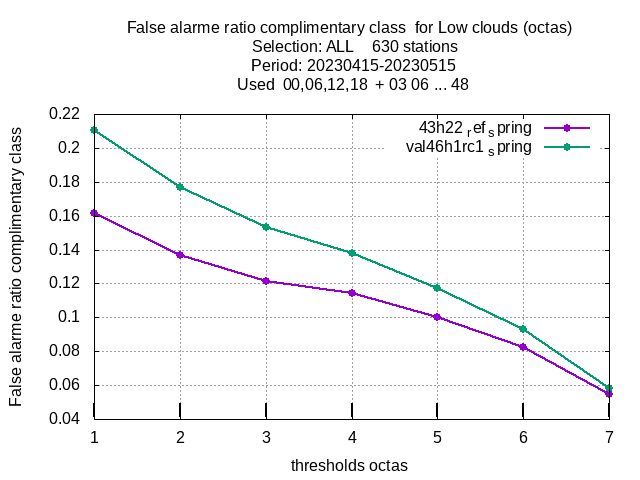 False alarme ratio complimentary class  for Low clouds (octas)
Selection: ALL    630 stations
Period: 20230415-20230515
Used  00,06,12,18  + 03 06 ... 48
43h22 ref spring
val46h1rc1 spring
False alarme ratio complimentary class
0.22
0.2
0.18
0.16
0.14
0.12
0.1
0.08
0.06
0.04
1 2 3 4 5 6 7
thresholds octas